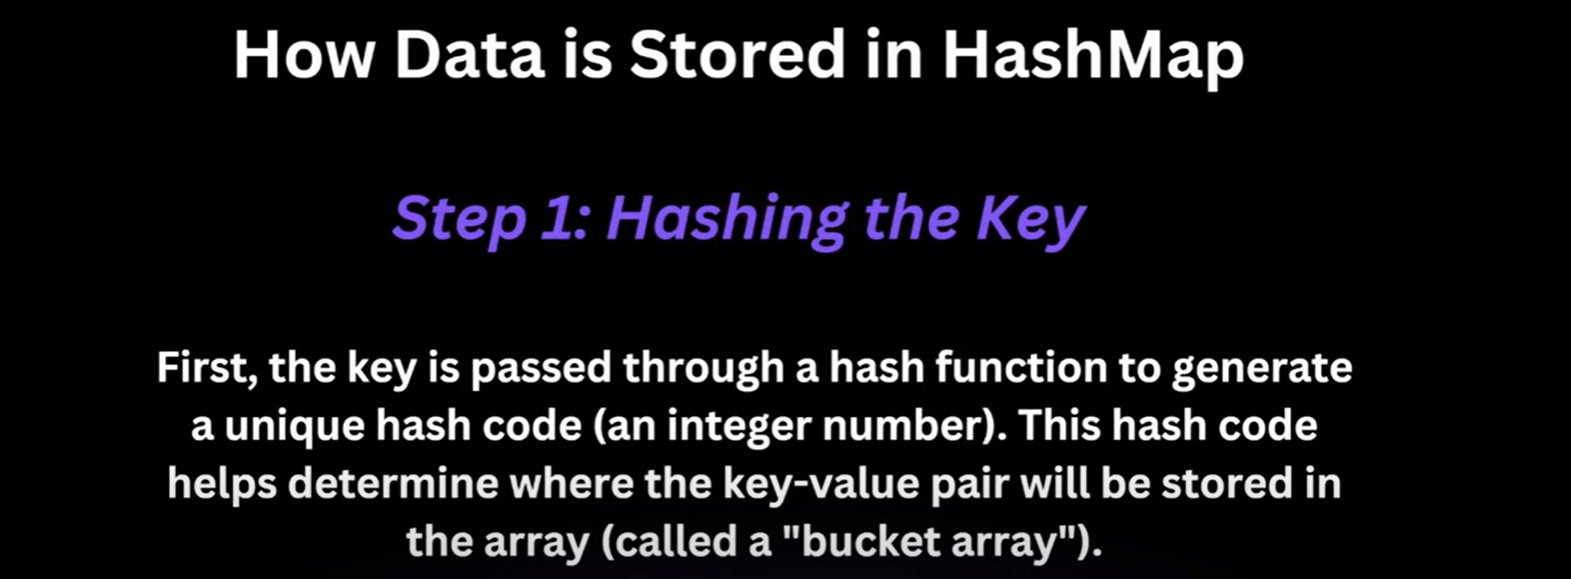 How Data is Stored in HashMap
Step 1: Hashing the Key
First, the key is passed through a hash function to generate
a unique hash code (an integer number). This hash code
helps determine where the key-value pair will be stored in
the array (called a "bucket array").